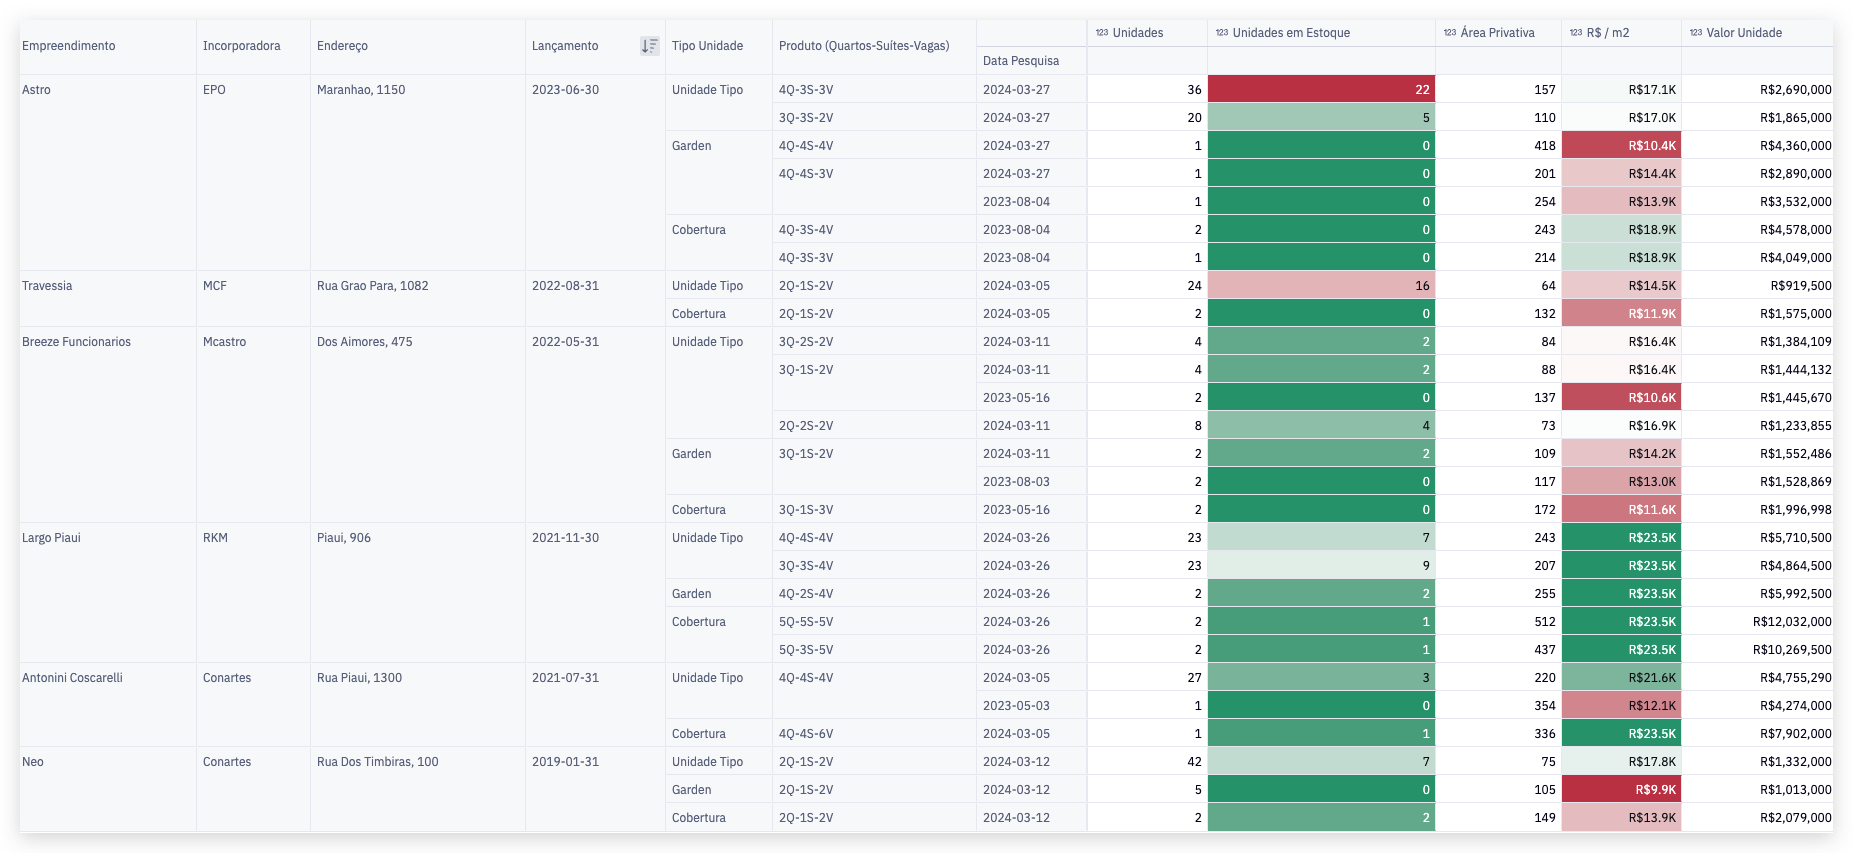 Empreendimento Incorporadora Endereço Lançamento Tipo Unidade Produto (Quartos-Suítes-Vagas) 123 Unidades 123 Unidades em Estoque 123 Área Privativa 123 R$ / m2 123 Valor Unidade
Data Pesquisa
Astro EPO Maranhao, 1150 2023-06-30 Unidade Tipo 4Q-3S-3V 2024-03-27 36 22 157 R$17.1K R$2,690,000
3Q-3S-2V 2024-03-27 20 5 110 R$17.0K R$1,865,000
Garden 4Q-4S-4V 2024-03-27 1 0 418 R$10.4K R$4,360,000
4Q-4S-3V 2024-03-27 1 0 201 R$14.4K R$2,890,000
2023-08-04 1 0 254 R$13.9K R$3,532,000
Cobertura 4Q-3S-4V 2023-08-04 2 0 243 R$18.9K R$4,578,000
4Q-3S-3V 2023-08-04 1 0 214 R$18.9K R$4,049,000
Travessia MCF Rua Grao Para, 1082 2022-08-31 Unidade Tipo 2Q-1S-2V 2024-03-05 24 16 64 R$14.5K R$919,500
Cobertura 2Q-1S-2V 2024-03-05 2 0 132 R$11.9K R$1,575,000
Breeze Funcionarios Mcastro Dos Aimores, 475 2022-05-31 Unidade Tipo 3Q-2S-2V 2024-03-11 4 2 84 R$16.4K R$1,384,109
3Q-1S-2V 2024-03-11 4 2 88 R$16.4K R$1,444,132
2023-05-16 2 0 137 R$10.6K R$1,445,670
2Q-2S-2V 2024-03-11 8 4 73 R$16.9K R$1,233,855
Garden 3Q-1S-2V 2024-03-11 2 2 109 R$14.2K R$1,552,486
2023-08-03 2 0 117 R$13.0K R$1,528,869
Cobertura 3Q-1S-3V 2023-05-16 2 0 172 R$11.6K R$1,996,998
Largo Piaui RKM Piaui, 906 2021-11-30 Unidade Tipo 4Q-4S-4V 2024-03-26 23 7 243 R$23.5K R$5,710,500
3Q-3S-4V 2024-03-26 23 9 207 R$23.5K R$4,864,500
Garden 4Q-2S-4V 2024-03-26 2 2 255 R$23.5K R$5,992,500
Cobertura 5Q-5S-5V 2024-03-26 2 1 512 R$23.5K R$12,032,000
5Q-3S-5V 2024-03-26 2 1 437 R$23.5K R$10,269,500
Antonini Coscarelli Conartes Rua Piaui, 1300 2021-07-31 Unidade Tipo 4Q-4S-4V 2024-03-05 27 3 220 R$21.6K R$4,755,290
2023-05-03 1 0 354 R$12.1K R$4,274,000
Cobertura 4Q-4S-6V 2024-03-05 1 1 336 R$23.5K R$7,902,000
Neo Conartes Rua Dos Timbiras, 100 2019-01-31 Unidade Tipo 2Q-1S-2V 2024-03-12 42 7 75 R$17.8K R$1,332,000
Garden 2Q-1S-2V 2024-03-12 5 0 105 R$9.9K R$1,013,000
Cobertura 2Q-1S-2V 2024-03-12 2 2 149 R$13.9K R$2,079,000